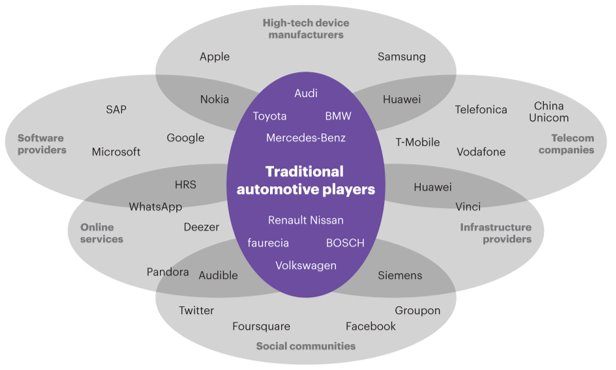 High-tech device
manufacturers
Apple
Samsung
Nokia
Audi
Huawei
Toyota
BMW
Mercedes-Benz
SAP
Google
Software
providers
Microsoft
Telefonica
China
Unicom
T-Mobile
Vodafone
Telecom
companies
Traditional
automotive players
HRS
WhatsApp
Online
services
Deezer
Huawei
Vinci
Infrastructure
providers
Renault Nissan
faurecia
BOSCH
Volkswagen
Pandora
Audible
Siemens
Twitter
Foursquare
Facebook
Groupon
Social communities